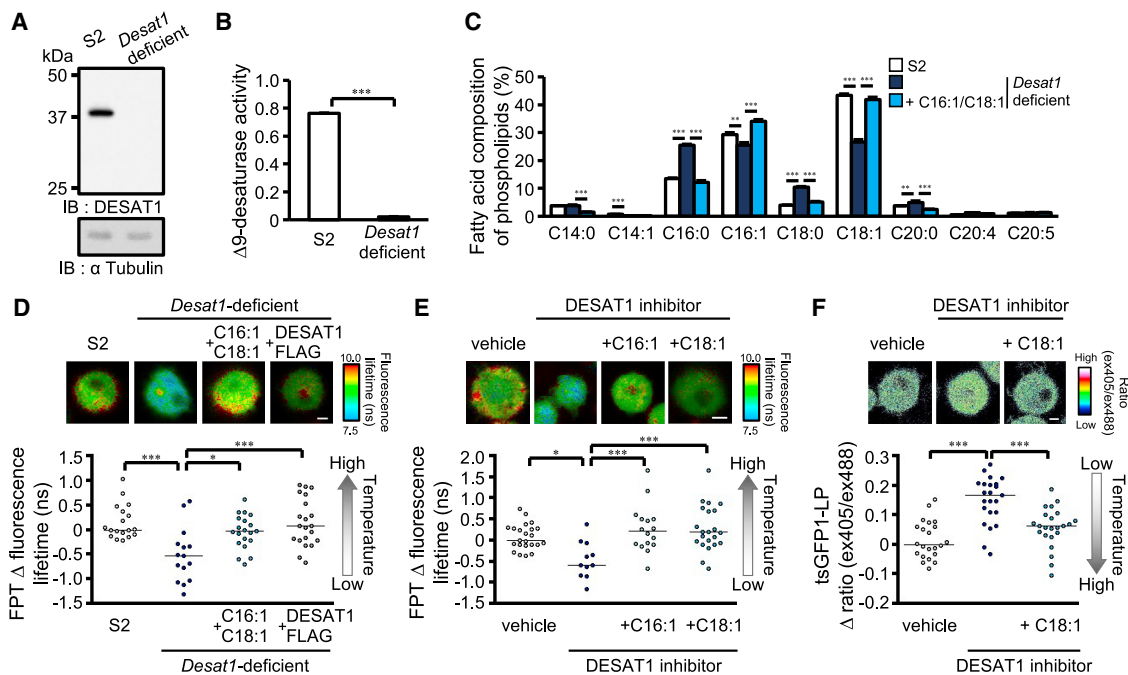 A
S2
Desat1
deficient
kDa
50
37
25
IB : DESAT1
IB : α Tubulin
B
Δ9-desaturase activity
1.0
0.8
0.6
0.4
0.2
0
***
S2
Desat1
deficient
C
Fatty acid composition
of phospholipids (%)
50
40
30
20
10
0
S2
+ C16:1/C18:1
Desat1
deficient
***
***
*** ***
** ***
*** ***
*** ***
** ***
C14:0 C14:1 C16:0 C16:1 C18:0 C18:1 C20:0 C20:4 C20:5
D
Desat1-deficient
S2
+C16:1
C18:1
+DESAT1
FLAG
10.0
7.5
Fluorescence
lifetime (ns)
FPT Δ fluorescence
lifetime (ns)
1.5
1.0
0.5
0
-0.5
-1.0
-1.5
***
*
***
High
Temperature
Low
S2
+C16:1
C18:1
+DESAT1
FLAG
Desat1-deficient
E
DESAT1 inhibitor
vehicle
+C16:1 +C18:1
10.0
7.5
Fluorescence
lifetime (ns)
FPT Δ fluorescence
lifetime (ns)
2.0
1.5
1.0
0.5
0
-0.5
-1.0
-1.5
*
***
***
High
Temperature
Low
vehicle
+C16:1 +C18:1
DESAT1 inhibitor
F
DESAT1 inhibitor
vehicle
+ C18:1
High
Low
Ratio
(ex405/ex488)
tsGFP1-LP
Δ ratio (ex405/ex488)
0.3
0.2
0.1
0
-0.1
-0.2
*** ***
Low
Temperature
High
vehicle
+ C18:1
DESAT1 inhibitor